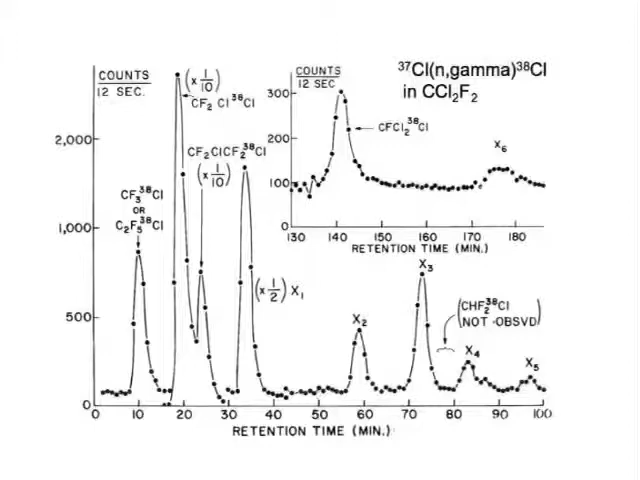 COUNTS
12 SEC.
2,000
1,000
500
0
CF₃³⁸Cl
OR
C₂F₅³⁸Cl
(x 1/10)
CF₂Cl³⁸Cl
CF₂ClCF₂³⁸Cl
(x 1/10)
(x 1/2) X₁
X₂
X₃
(CHF₂³⁸Cl
NOT OBSVD)
X₄
X₅
0 10 20 30 40 50 60 70 80 90 100
RETENTION TIME (MIN.)
COUNTS
12 SEC
300
200
100
0
CFCl₂³⁸Cl
X₆
130 140 150 160 170 180
RETENTION TIME (MIN.)
³⁷Cl(n,gamma)³⁸Cl
in CCl₂F₂